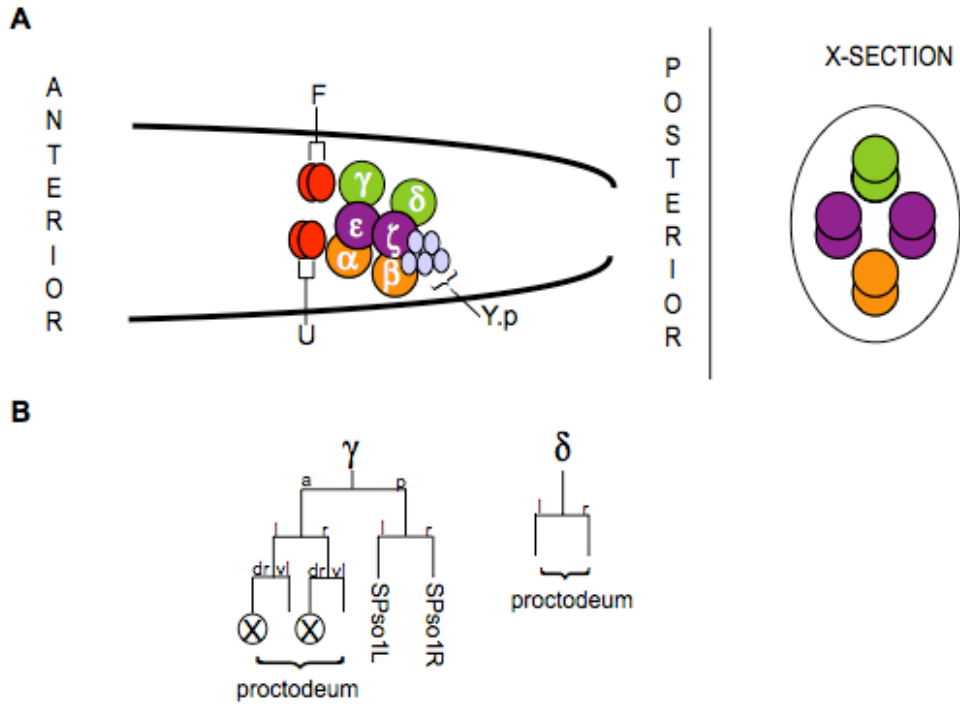 A
ANTERIOR
F
γ
δ
ε
ζ
α
β
U
Y.p
POSTERIOR
X-SECTION
B
γ
a p
l r l r
dr vl dr vl
X X
SPso1L
SPso1R
proctodeum
δ
l r
proctodeum